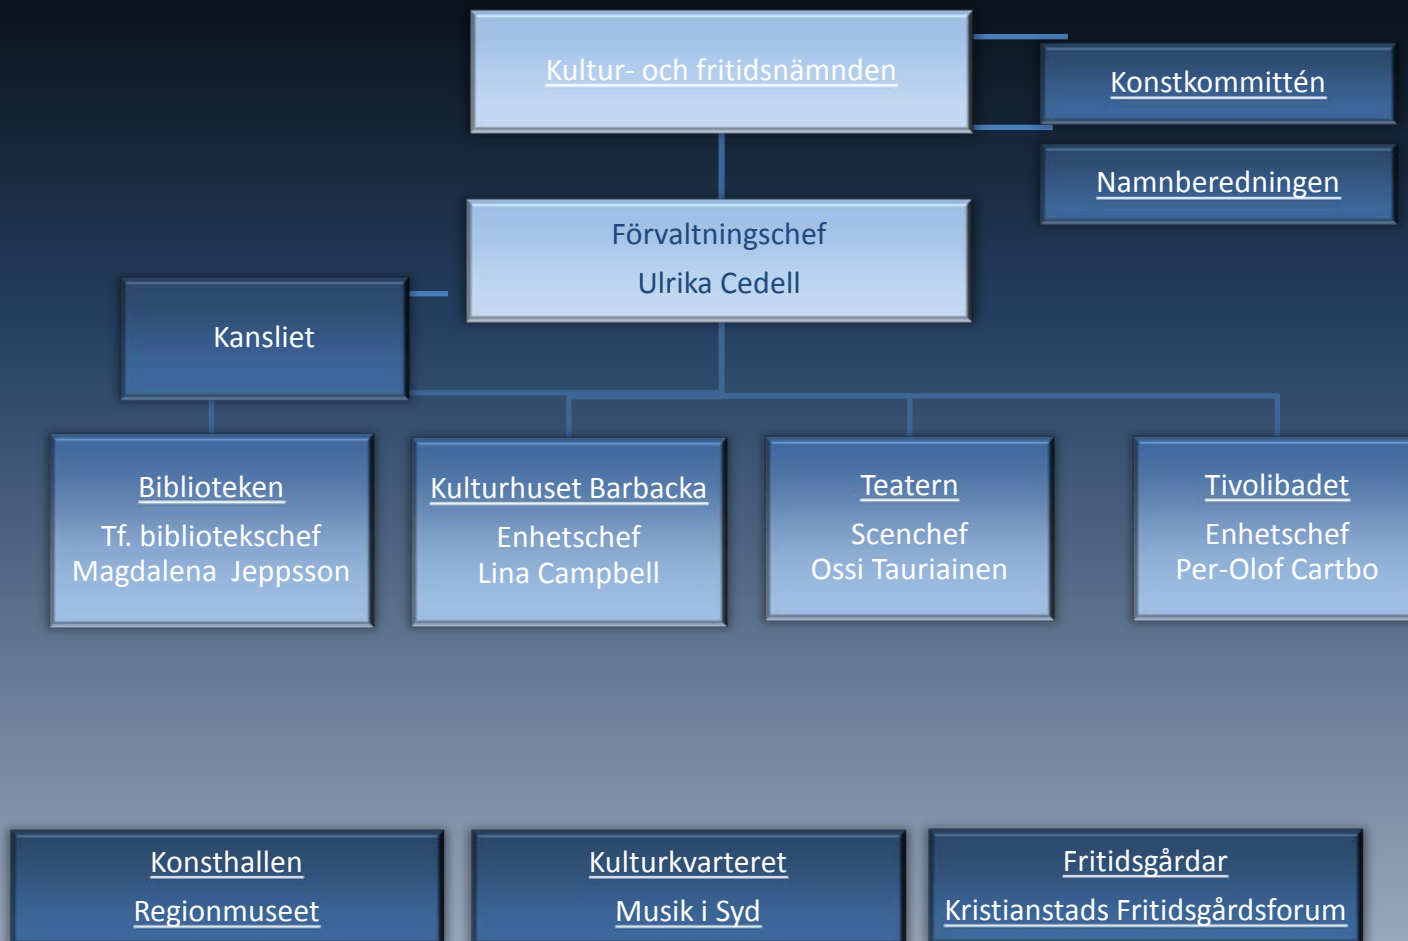 Kultur- och fritidsnämnden
Konstkommittén
Namnberedningen
Förvaltningschef
Ulrika Cedell
Kansliet
Biblioteken
Tf. bibliotekschef
Magdalena Jeppsson
Kulturhuset Barbacka
Enhetschef
Lina Campbell
Teatern
Scenchef
Ossi Tauriainen
Tivolibadet
Enhetschef
Per-Olof Cartbo
Konsthallen
Regionmuseet
Kulturkvarteret
Musik i Syd
Fritidsgårdar
Kristianstads Fritidsgårdsforum